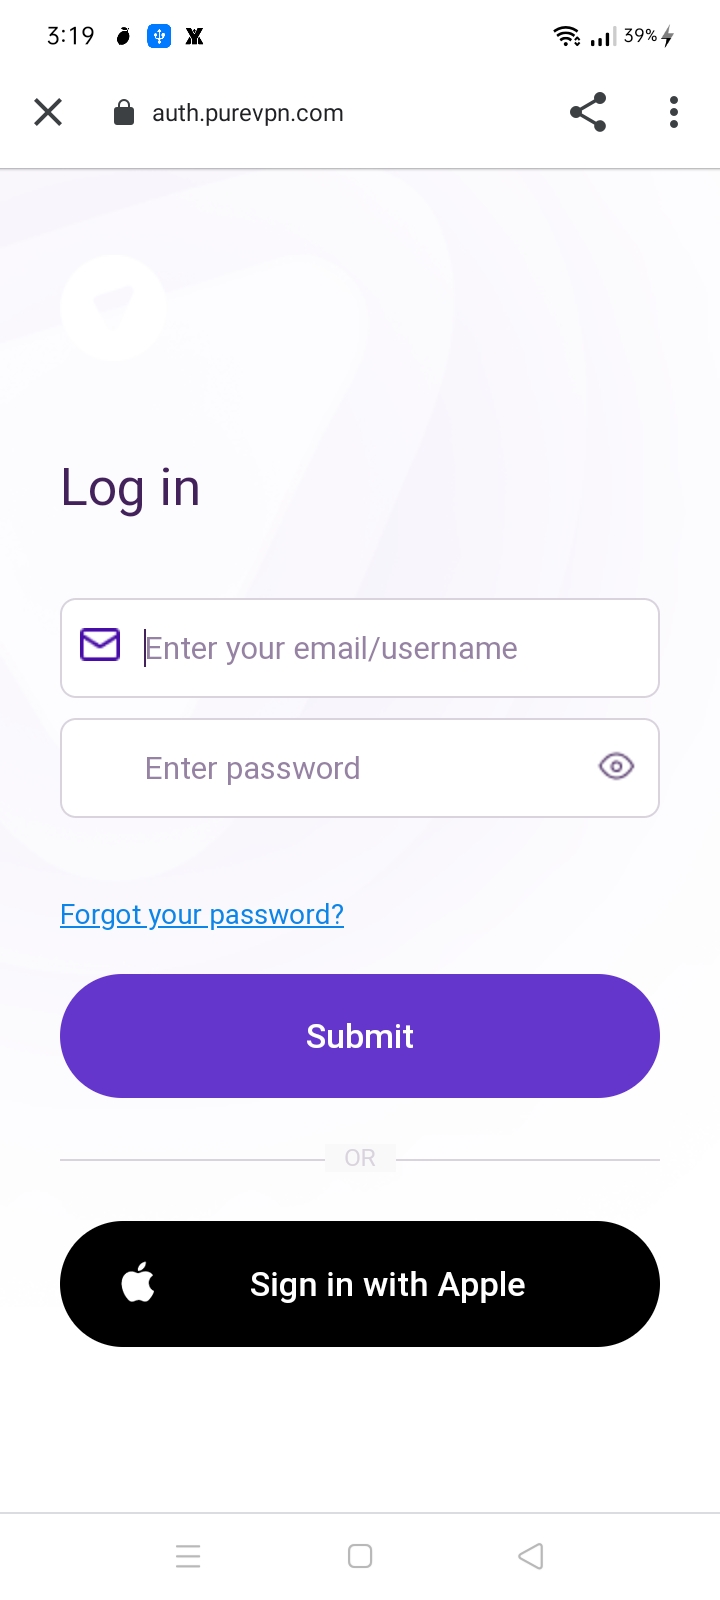 3:19
39%
auth.purevpn.com
Log in
Enter your email/username
Enter password
Forgot your password?
Submit
OR
Sign in with Apple